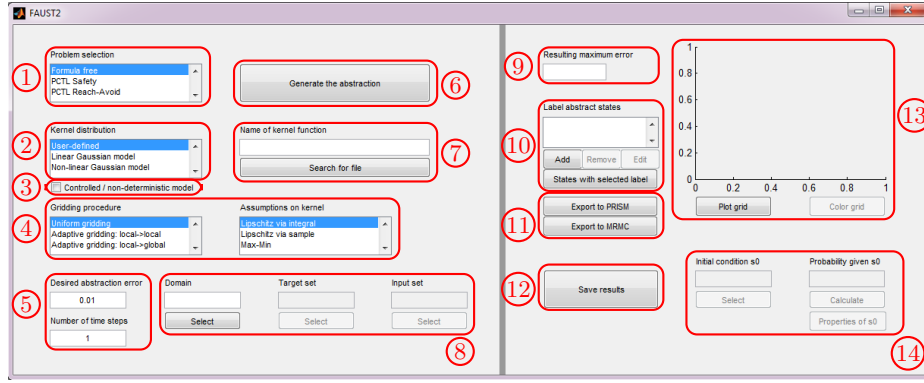 FAUST2
Problem selection
1
Formula free
PCTL Safety
PCTL Reach-Avoid
Generate the abstraction
6
Kernel distribution
2
User-defined
Linear Gaussian model
Non-linear Gaussian model
Name of kernel function
7
Search for file
3
Controlled / non-deterministic model
Gridding procedure
Assumptions on kernel
4
Uniform gridding
Adaptive gridding: local->local
Adaptive gridding: local->global
Lipschitz via integral
Lipschitz via sample
Max-Min
5
Desired abstraction error
0.01
Number of time steps
1
Domain
Target set
Input set
Select
Select
Select
8
9
Resulting maximum error
Label abstract states
10
Add
Remove
Edit
States with selected label
11
Export to PRISM
Export to MRMC
12
Save results
1
0.8
0.6
0.4
0.2
0
0
0.2
0.4
0.6
0.8
1
Plot grid
Color grid
13
Initial condition s0
Probability given s0
Select
Calculate
Properties of s0
14